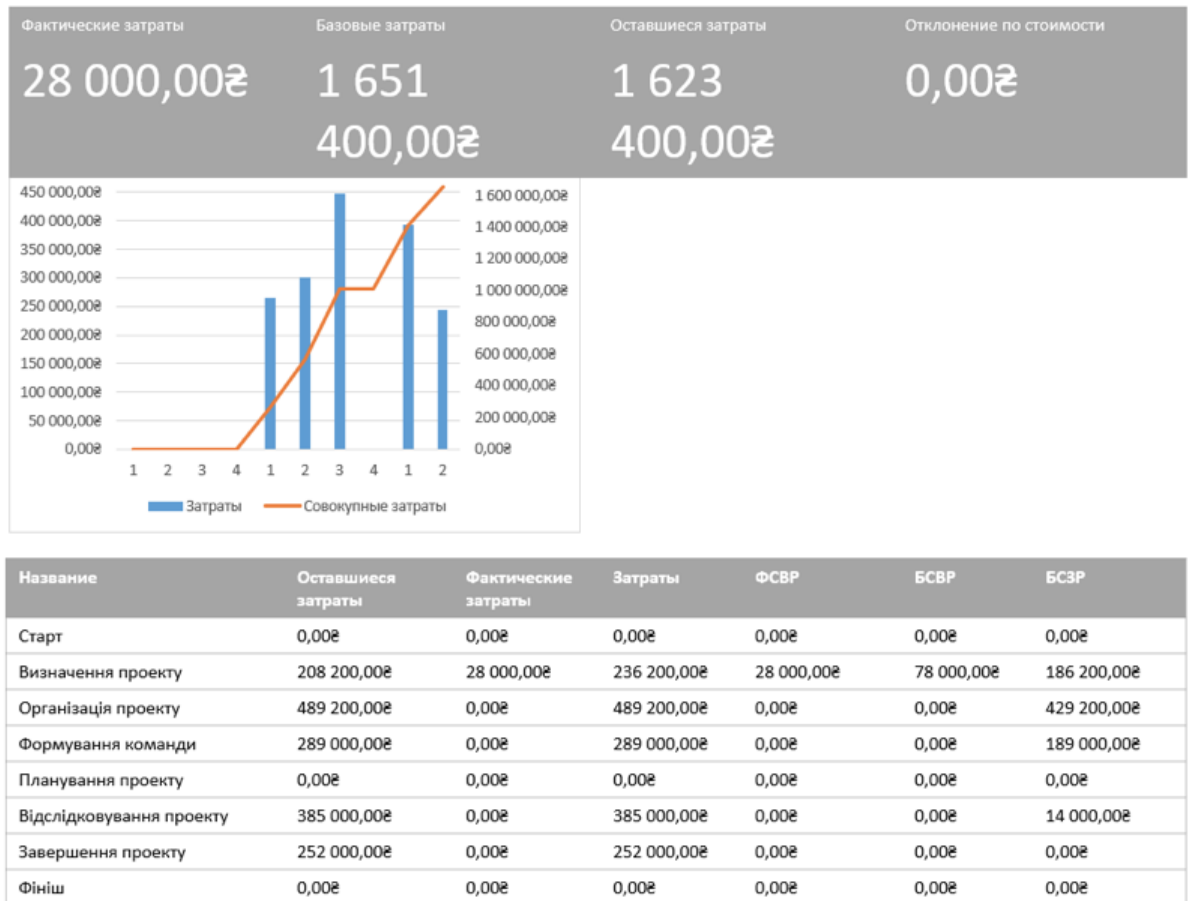 Фактические затраты Базовые затраты Оставшиеся затраты Отклонение по стоимости
28 000,00₴ 1 651 1 623 0,00₴
400,00₴ 400,00₴
450 000,00₴ 1 600 000,00₴
400 000,00₴ 1 400 000,00₴
350 000,00₴ 1 200 000,00₴
300 000,00₴ 1 000 000,00₴
250 000,00₴ 800 000,00₴
200 000,00₴ 600 000,00₴
150 000,00₴ 400 000,00₴
100 000,00₴ 200 000,00₴
50 000,00₴
0,00₴ 0,00₴
1 2 3 4 1 2 3 4 1 2
Затраты Совокупные затраты
Название Оставшиеся Фактические Затраты ФСВР БСВР БСЗР
затраты затраты
Старт 0,00₴ 0,00₴ 0,00₴ 0,00₴ 0,00₴ 0,00₴
Визначення проекту 208 200,00₴ 28 000,00₴ 236 200,00₴ 28 000,00₴ 78 000,00₴ 186 200,00₴
Організація проекту 489 200,00₴ 0,00₴ 489 200,00₴ 0,00₴ 0,00₴ 429 200,00₴
Формування команди 289 000,00₴ 0,00₴ 289 000,00₴ 0,00₴ 0,00₴ 189 000,00₴
Планування проекту 0,00₴ 0,00₴ 0,00₴ 0,00₴ 0,00₴ 0,00₴
Відслідковування проекту 385 000,00₴ 0,00₴ 385 000,00₴ 0,00₴ 0,00₴ 14 000,00₴
Завершення проекту 252 000,00₴ 0,00₴ 252 000,00₴ 0,00₴ 0,00₴ 0,00₴
Фініш 0,00₴ 0,00₴ 0,00₴ 0,00₴ 0,00₴ 0,00₴